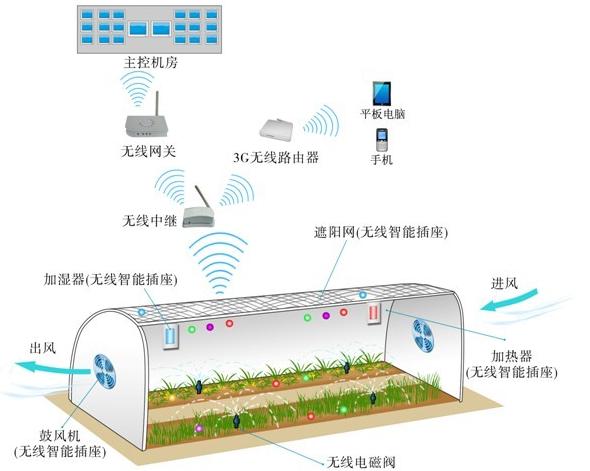 主控机房
无线网关
3G无线路由器
平板电脑
手机
无线中继
遮阳网(无线智能插座)
加湿器(无线智能插座)
进风
出风
加热器
(无线智能插座)
鼓风机
(无线智能插座)
无线电磁阀